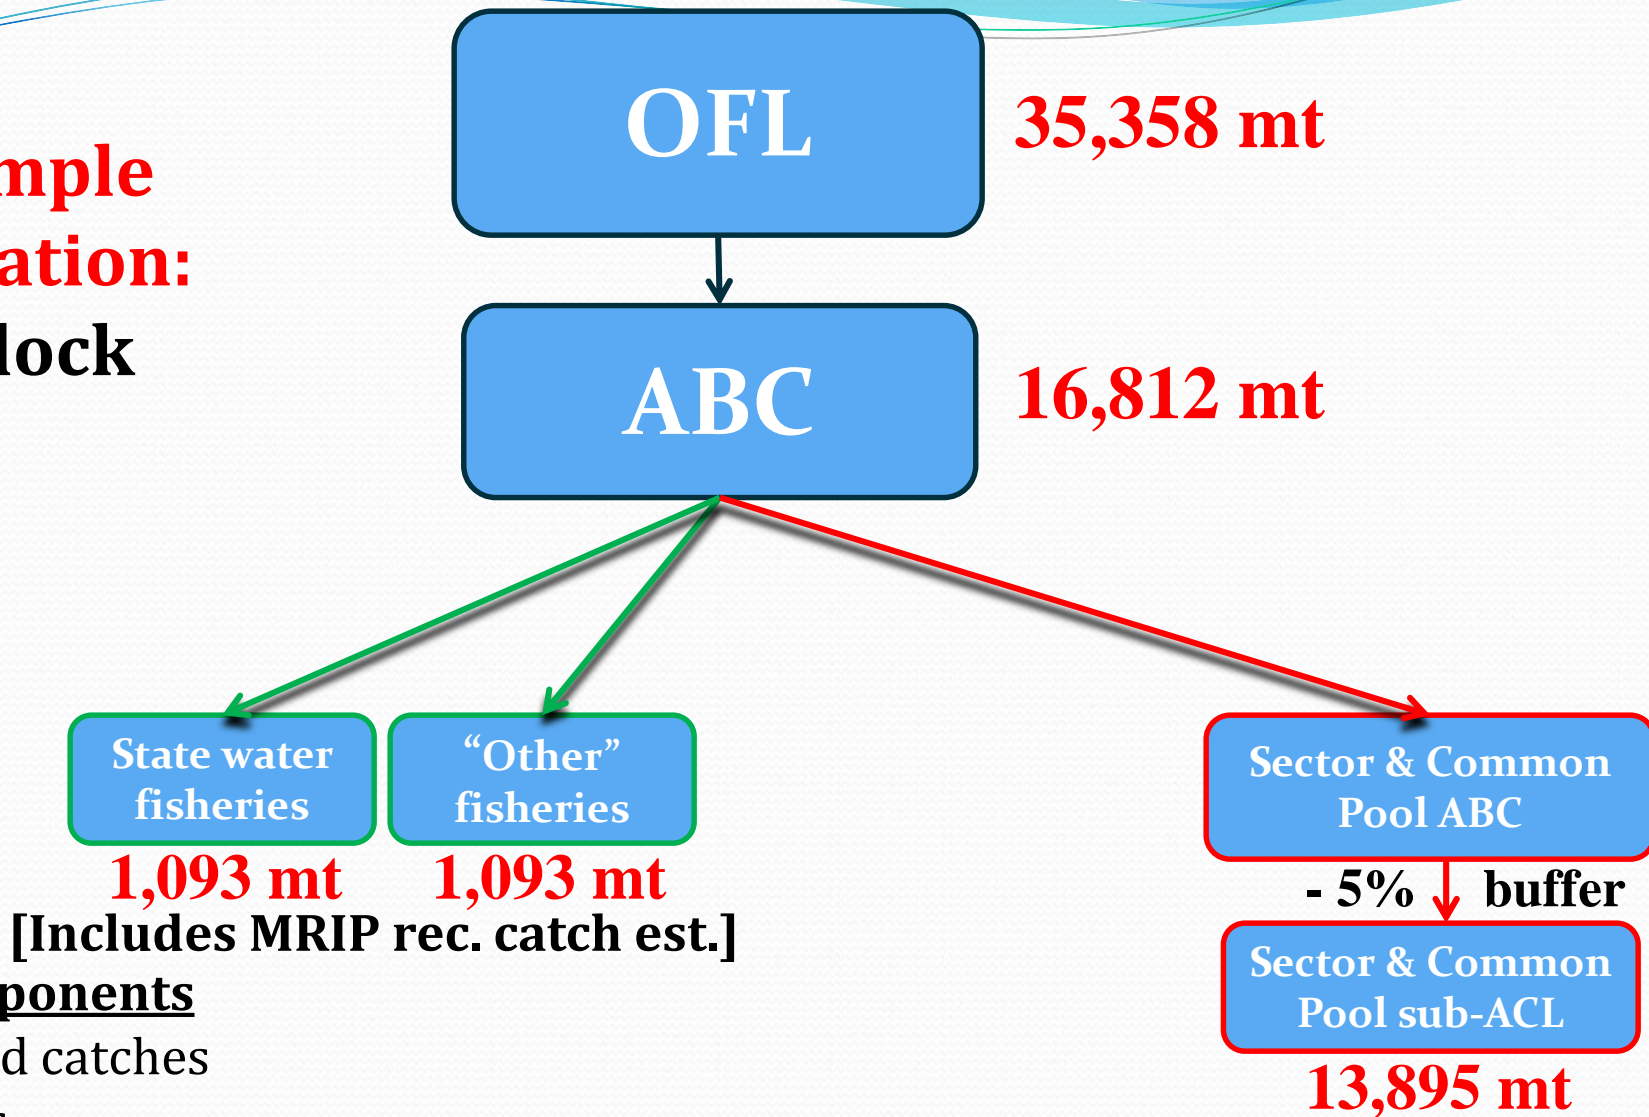 OFL
35,358 mt
mple
ation:
lock
ABC
16,812 mt
State water
fisheries
1,093 mt
“Other”
fisheries
1,093 mt
[Includes MRIP rec. catch est.]
ponents
d catches
Sector & Common
Pool ABC
- 5% buffer
Sector & Common
Pool sub-ACL
13,895 mt